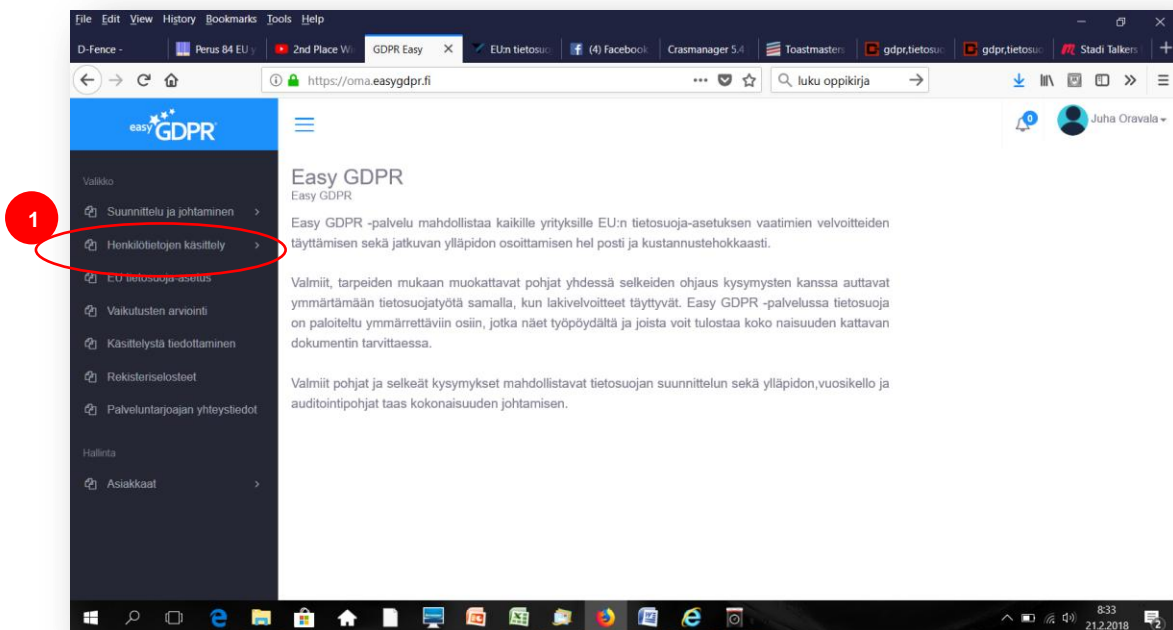 File Edit View History Bookmarks Tools Help
D-Fence - Perus 84 EU y 2nd Place Wi GDPR Easy EU:n tietosuo (4) Facebook Crasmanager 5.4 Toastmasters gdpr,tietosuo gdpr,tietosuo Stadi Talkers
https://oma.easygdpr.fi luku oppikirja
easy GDPR
0 Juha Oravala
Valikko
Suunnittelu ja johtaminen
1
Henkilötietojen käsittely
EU tietosuoja-asetus
Vaikutusten arviointi
Käsittelystä tiedottaminen
Rekisteriselosteet
Palveluntarjoajan yhteystiedot
Hallinta
Asiakkaat
Easy GDPR
Easy GDPR
Easy GDPR -palvelu mahdollistaa kaikille yrityksille EU:n tietosuoja-asetuksen vaatimien velvoitteiden
täyttämisen sekä jatkuvan ylläpidon osoittamisen hel posti ja kustannustehokkaasti.
Valmiit, tarpeiden mukaan muokattavat pohjat yhdessä selkeiden ohjaus kysymysten kanssa auttavat
ymmärtämään tietosuojatyötä samalla, kun lakivelvoitteet täyttyvät. Easy GDPR -palvelussa tietosuoja
on paloiteltu ymmärrettäviin osiin, jotka näet työpöydältä ja joista voit tulostaa koko naisuuden kattavan
dokumentin tarvittaessa.
Valmiit pohjat ja selkeät kysymykset mahdollistavat tietosuojan suunnittelun sekä ylläpidon,vuosikello ja
auditointipohjat taas kokonaisuuden johtamisen.
8:33
21.2.2018
2